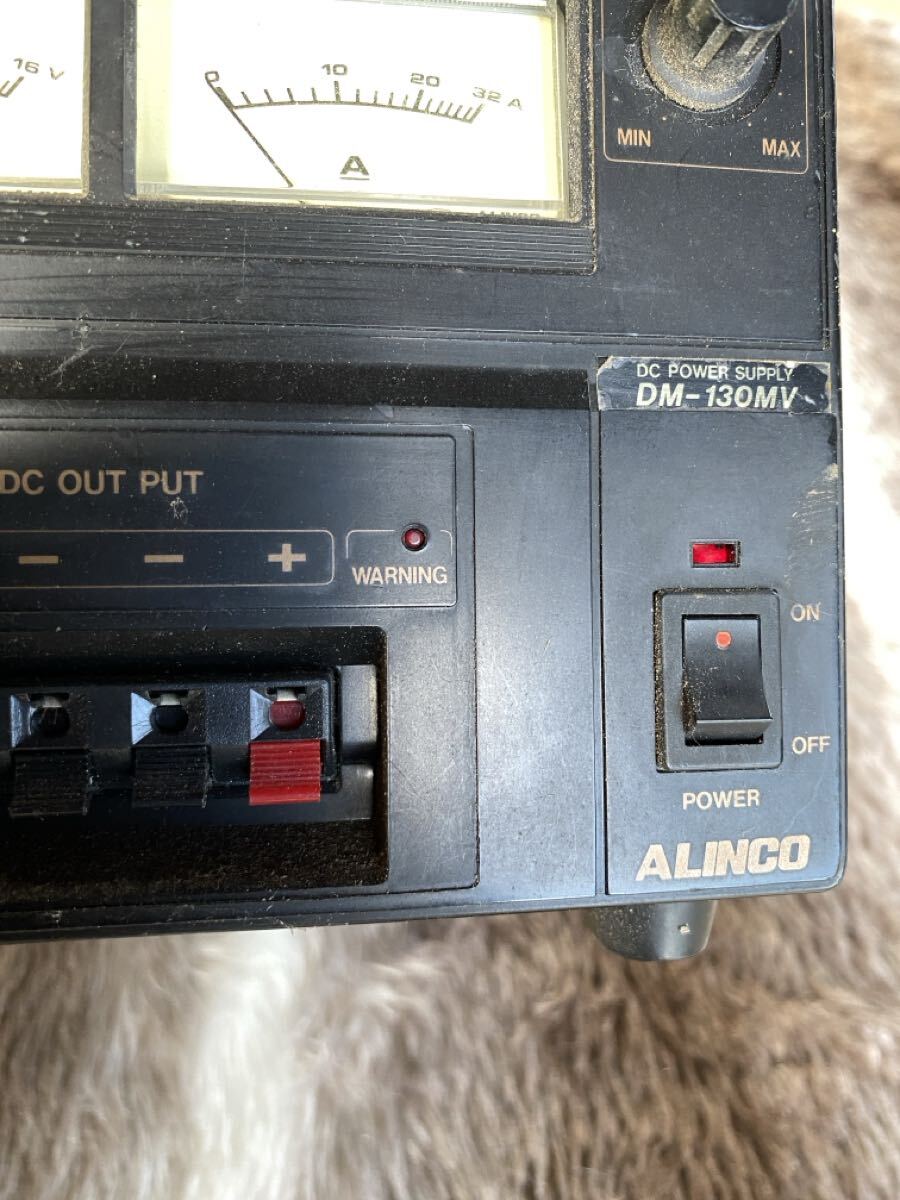 16 V
0 10 20 32 A
A
ALINCO
MIN MAX
DC POWER SUPPLY
DM-130MV
DC OUT PUT
− − +
WARNING
ON
OFF
POWER
ALINCO